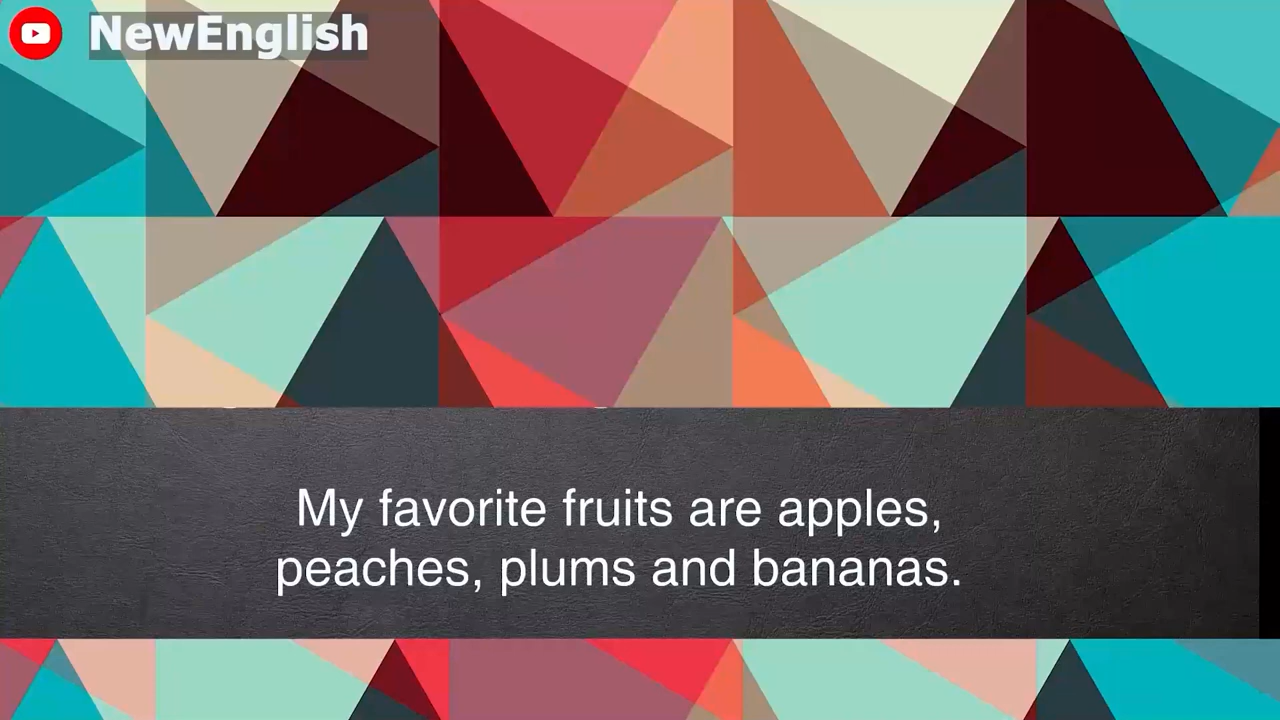 NewEnglish
My favorite fruits are apples,
peaches, plums and bananas.